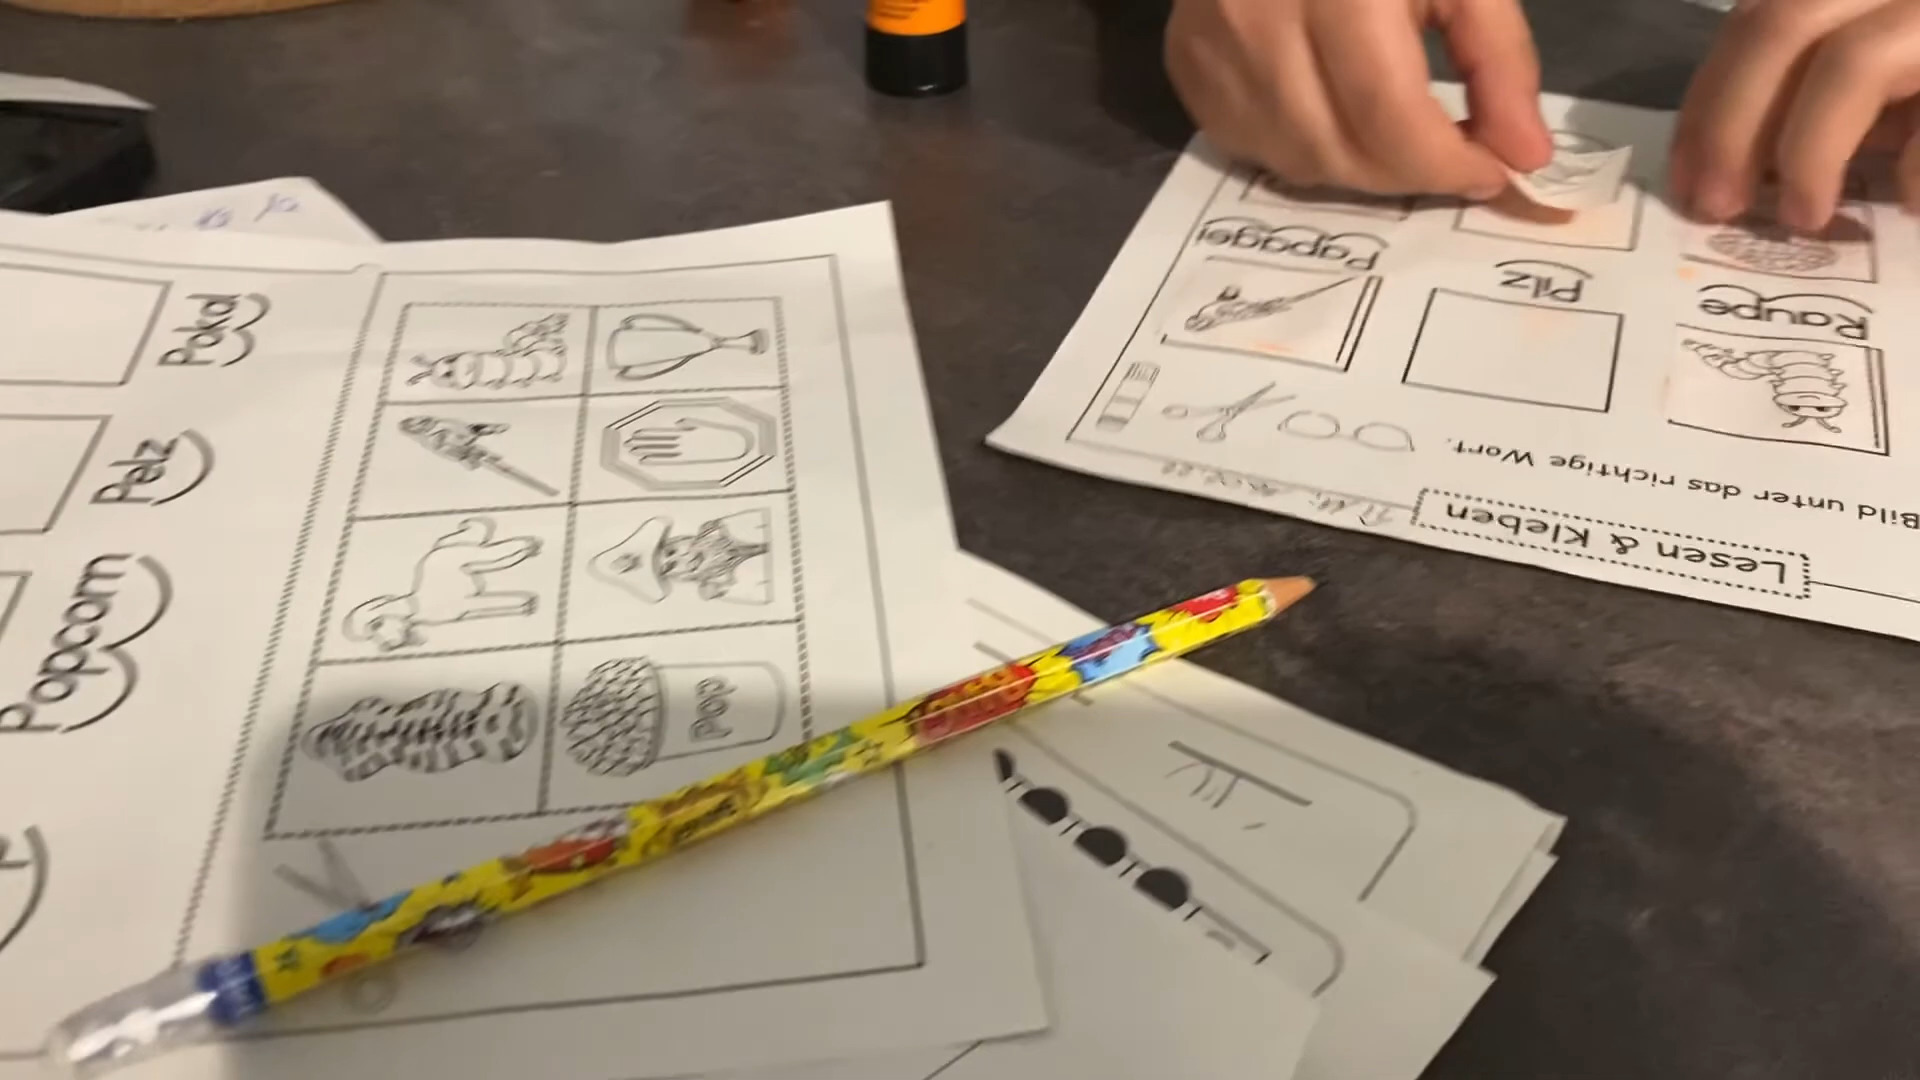 Pokal
Pelz
Popcorn
Pop
Lesen & Kleben
Bild unter das richtige Wort.
Raupe
Pilz
Papagei